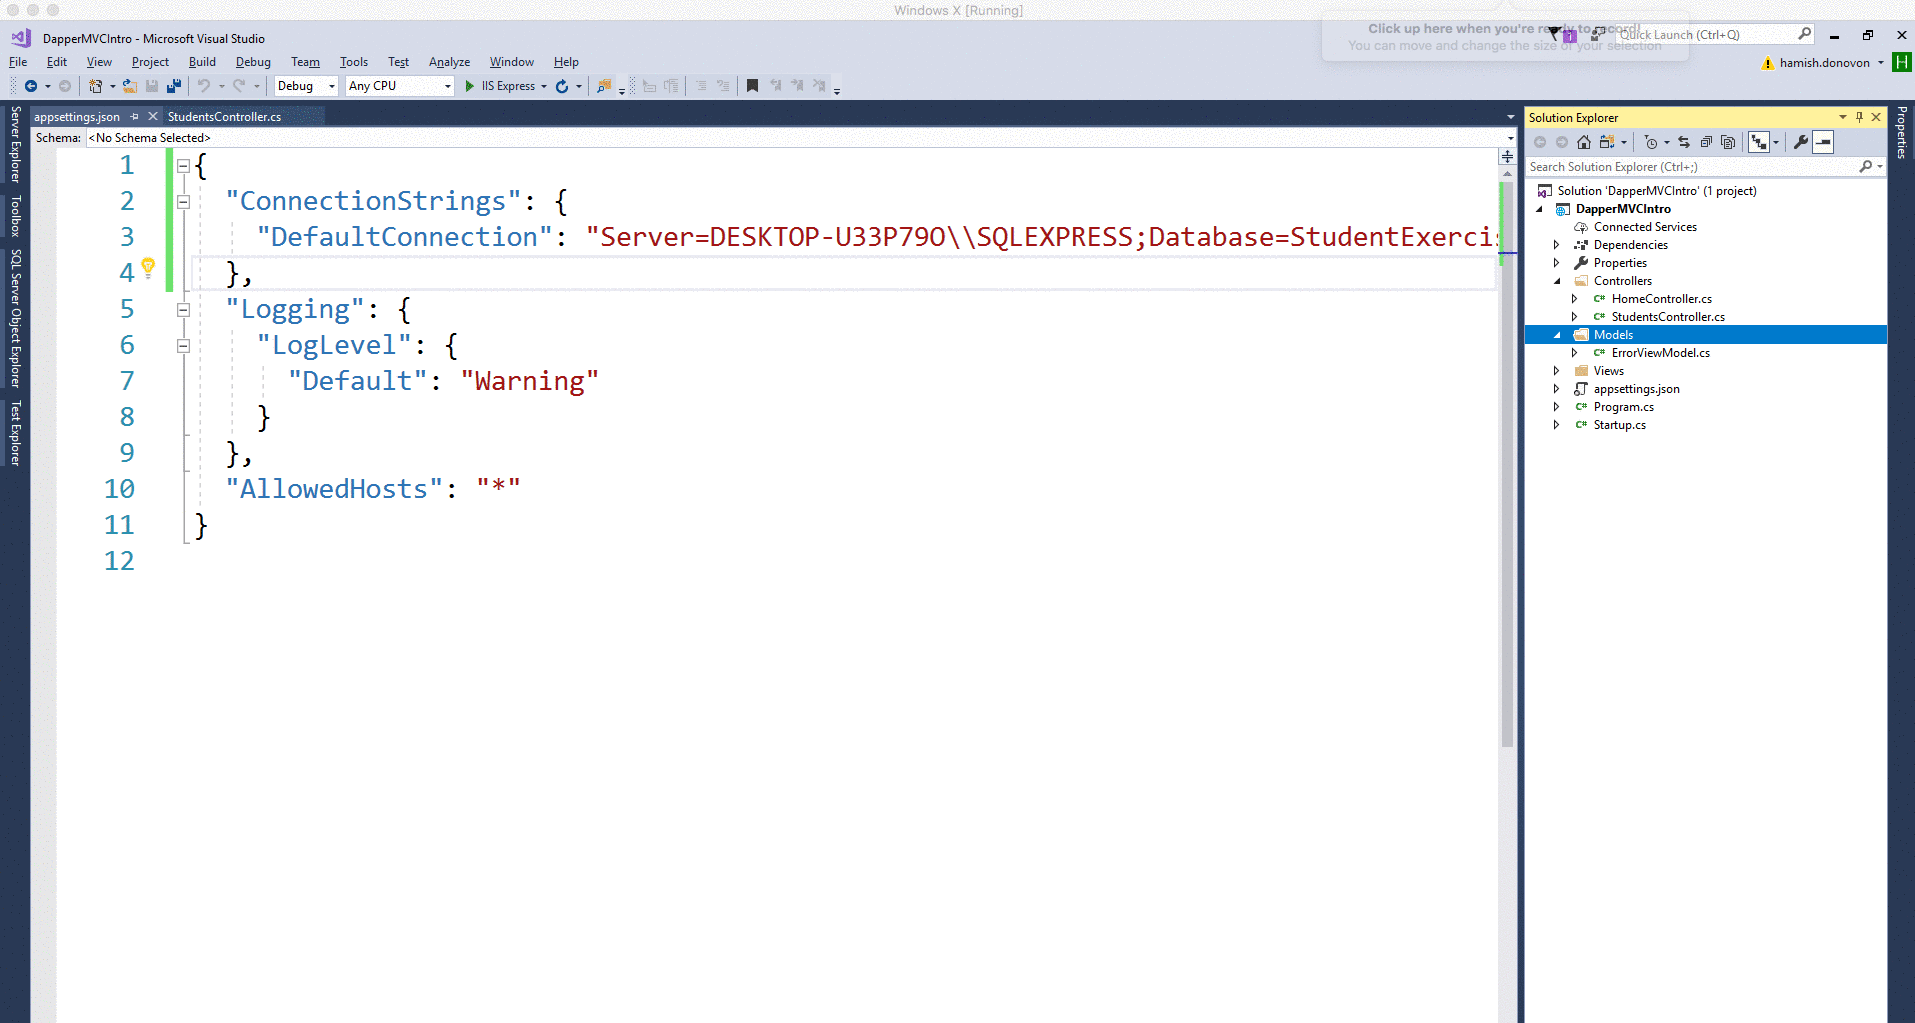 Windows X [Running]
DapperMVCIntro - Microsoft Visual Studio
Click up here when you're ready to record!
You can move and change the size of your selection
1
Quick Launch (Ctrl+Q)
File Edit View Project Build Debug Team Tools Test Analyze Window Help
hamish.donovon
H
Debug
Any CPU
IIS Express
appsettings.json
StudentsController.cs
Schema: <No Schema Selected>
Server Explorer
Toolbox
SQL Server Object Explorer
Test Explorer
1 {
2 "ConnectionStrings": {
3 "DefaultConnection": "Server=DESKTOP-U33P79O\\SQLEXPRESS;Database=StudentExercis
4 },
5 "Logging": {
6 "LogLevel": {
7 "Default": "Warning"
8 }
9 },
10 "AllowedHosts": "*"
11 }
12
Solution Explorer
Search Solution Explorer (Ctrl+;)
Solution 'DapperMVCIntro' (1 project)
DapperMVCIntro
Connected Services
Dependencies
Properties
Controllers
C# HomeController.cs
C# StudentsController.cs
Models
C# ErrorViewModel.cs
Views
appsettings.json
C# Program.cs
C# Startup.cs
Properties